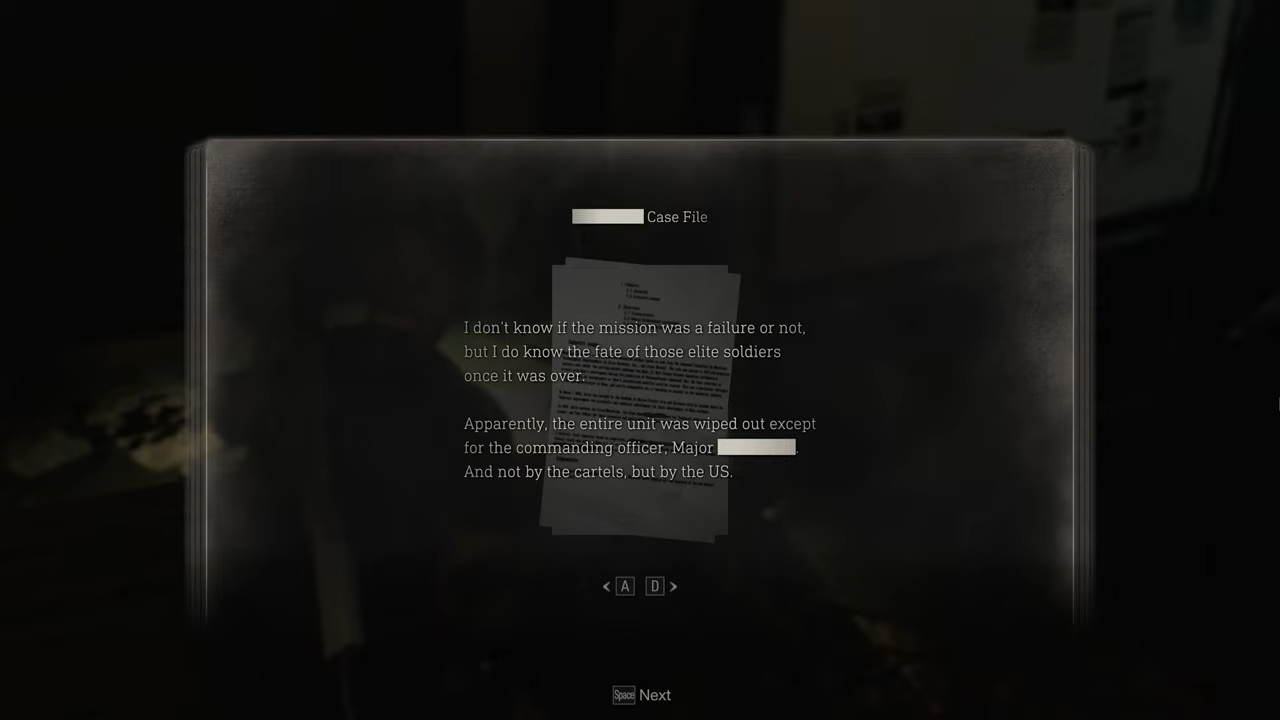 Case File
I don't know if the mission was a failure or not,
but I do know the fate of those elite soldiers
once it was over.
Apparently, the entire unit was wiped out except
for the commanding officer, Major .
And not by the cartels, but by the US.
< A D >
Space Next